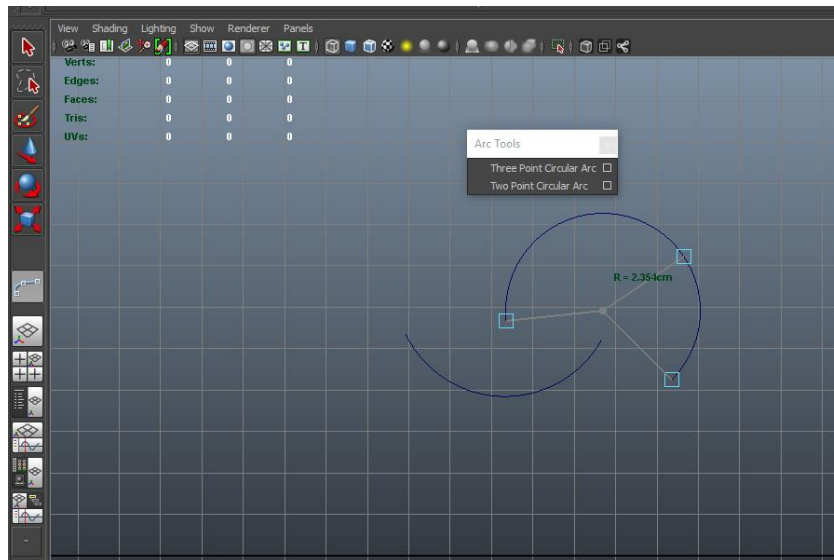 View Shading Lighting Show Renderer Panels
Verts: 0 0 0
Edges: 0 0 0
Faces: 0 0 0
Tris: 0 0 0
UVs: 0 0 0
Arc Tools
Three Point Circular Arc
Two Point Circular Arc
R = 2.354cm